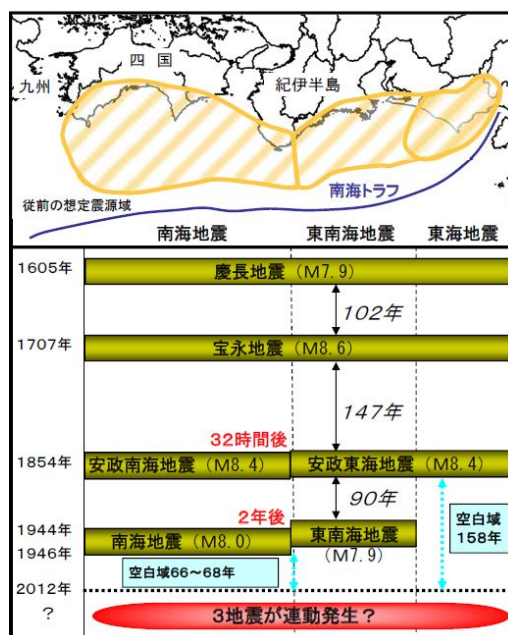 四 国
九州
紀伊半島
南海トラフ
従前の想定震源域
南海地震
東南海地震
東海地震
1605年
慶長地震（M7.9）
102年
1707年
宝永地震（M8.6）
147年
32時間後
1854年
安政南海地震（M8.4）
安政東海地震（M8.4）
90年
2年後
空白域
158年
1944年
1946年
南海地震（M8.0）
東南海地震
（M7.9）
空白域66～68年
2012年
？
３地震が連動発生？